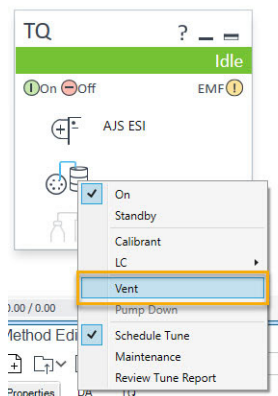 TQ ?
Idle
On Off EMF
AJS ESI
On
Standby
Calibrant
LC
Vent
0.00 / 0.00
Pump Down
Method Edi
Schedule Tune
Maintenance
Review Tune Report
Properties DA TQ